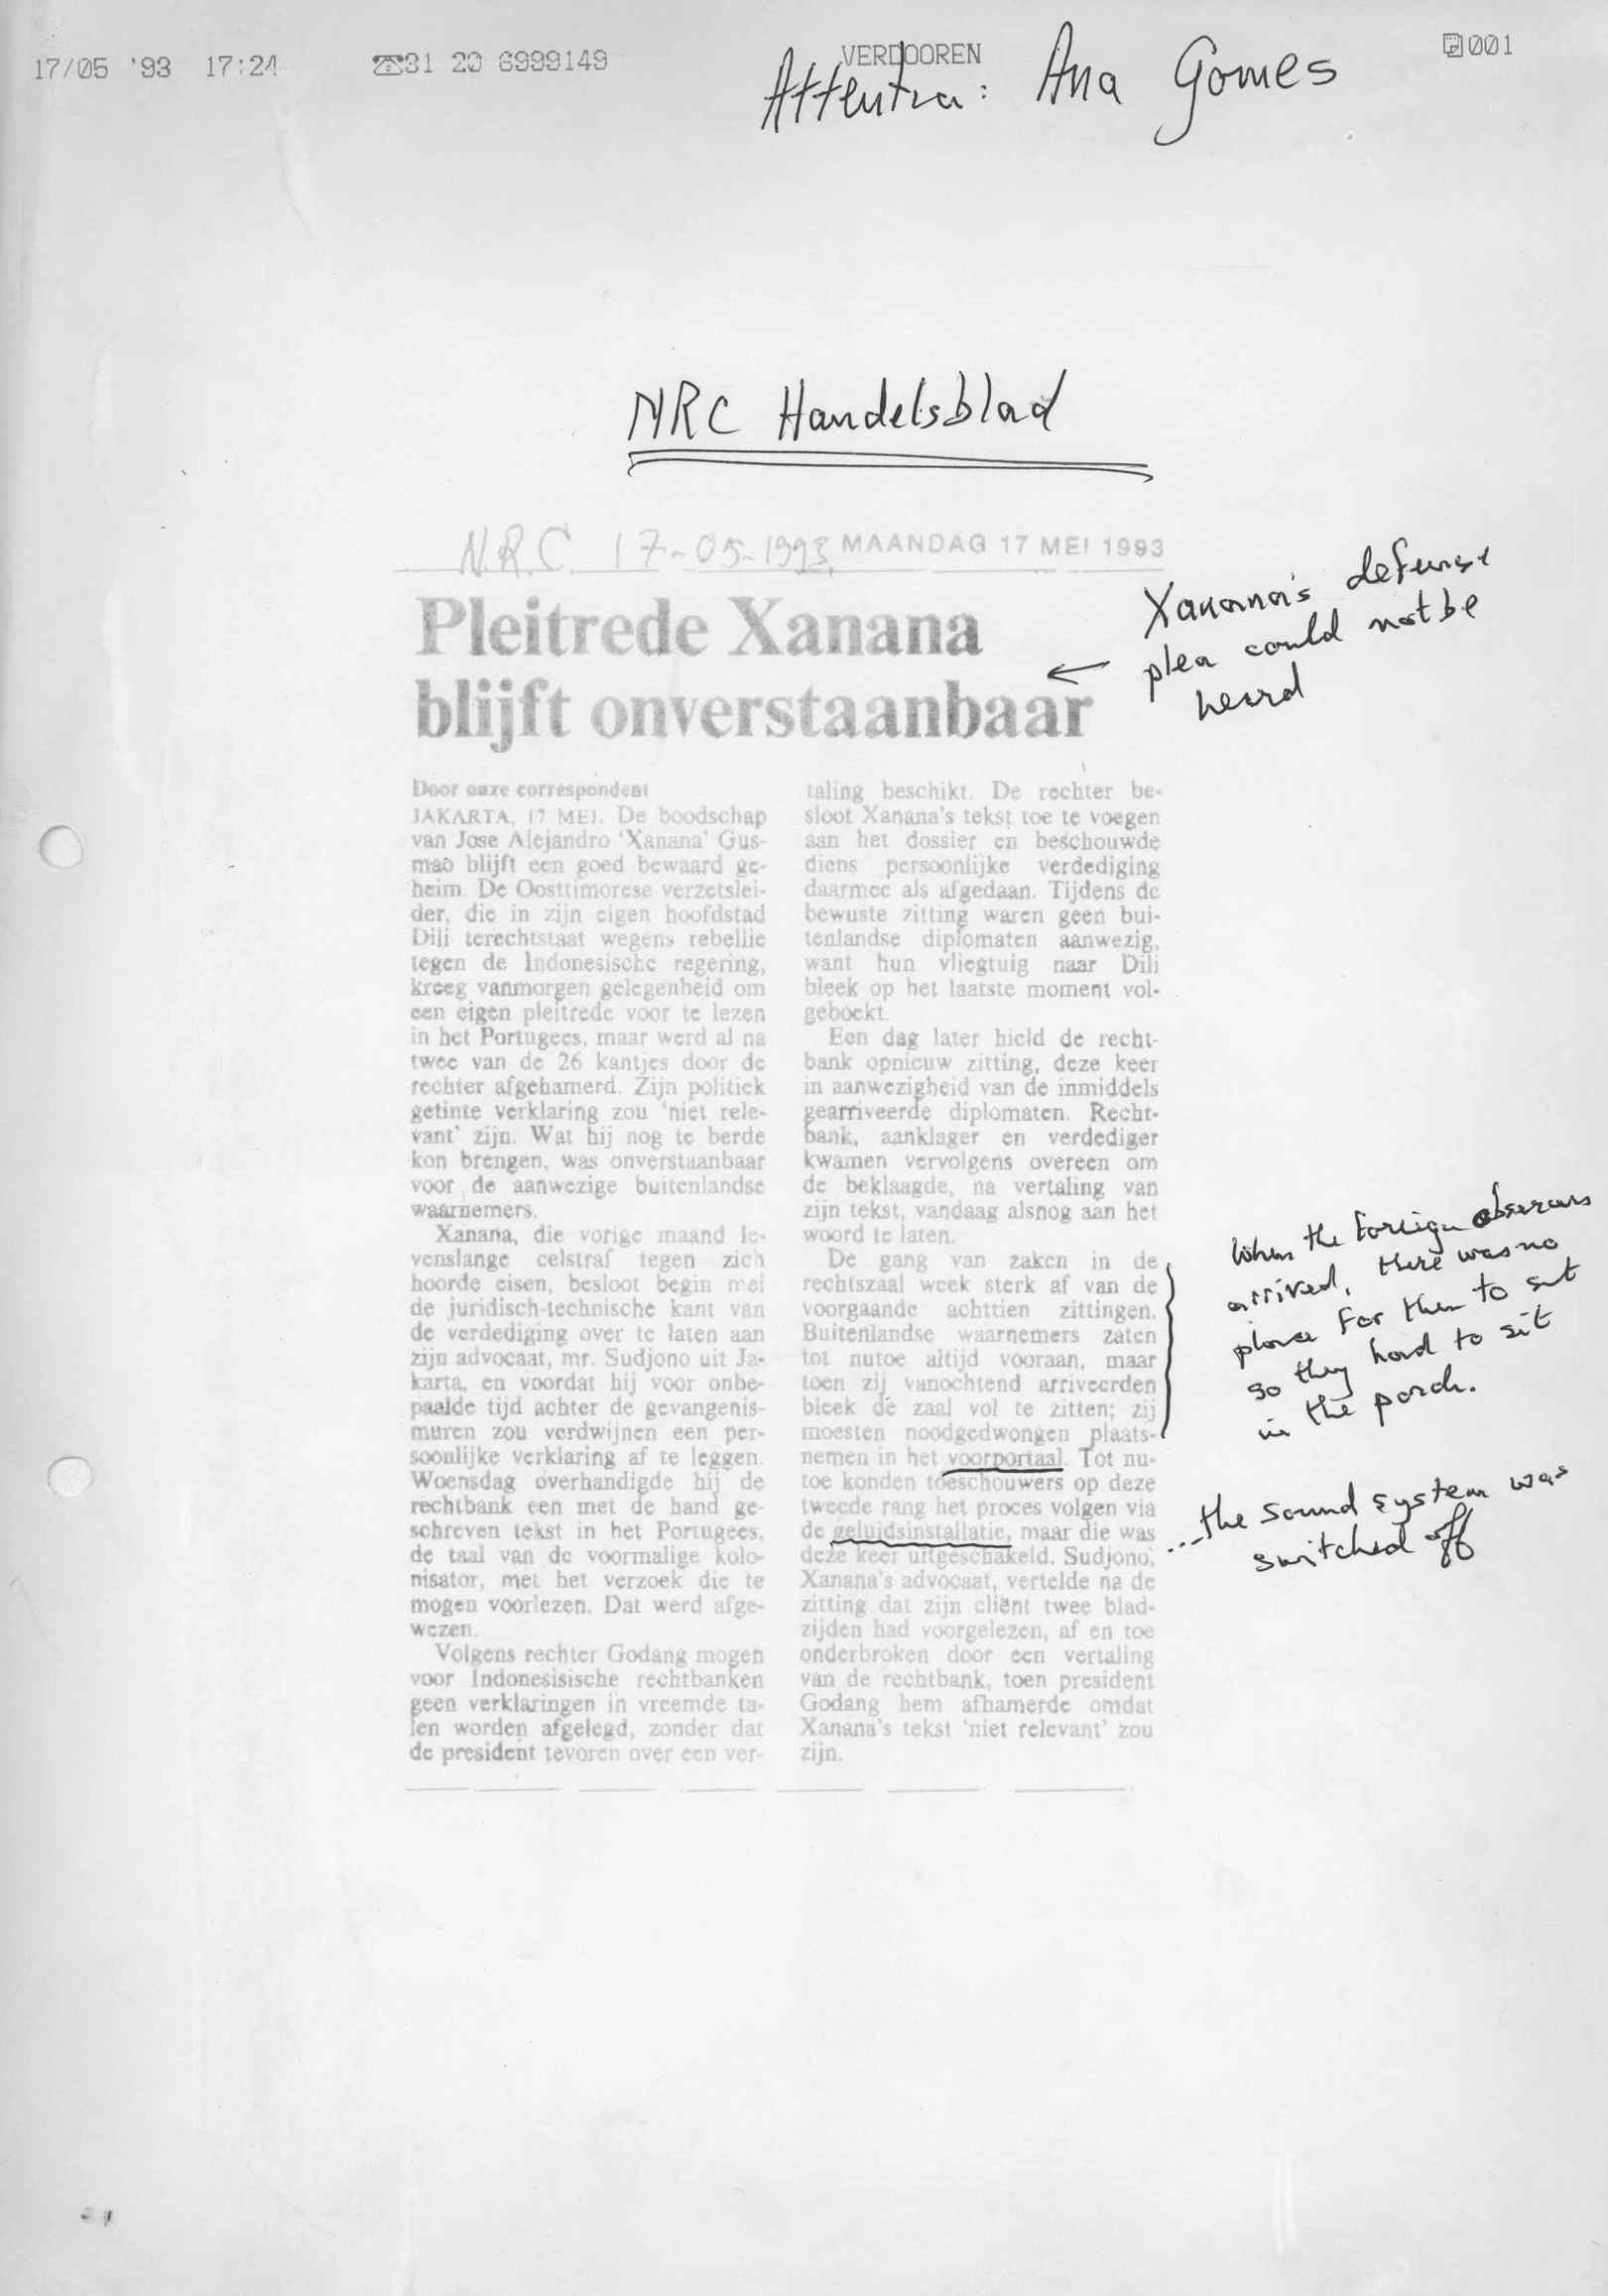 17/05 '93 17:24 ☎31 20 6999149 VERDOOREN 001
Attentra: Ana Gomes
NRC Handelsblad
N.R.C. 17-05-1993 MAANDAG 17 MEI 1993
Pleitrede Xanana
blijft onverstaanbaar
Xanana's defense
plea could not be
heard
Door onze correspondent
JAKARTA, 17 MEI. De boodschap
van Jose Alejandro 'Xanana' Gus-
mao blijft een goed bewaard ge-
heim. De Oosttimorese verzetslei-
der, die in zijn eigen hoofdstad
Dili terechtstaat wegens rebellie
tegen de Indonesische regering,
kreeg vanmorgen gelegenheid om
een eigen pleitrede voor te lezen
in het Portugees, maar werd al na
twee van de 26 kantjes door de
rechter afgehamerd. Zijn politiek
getinte verklaring zou 'niet rele-
vant' zijn. Wat hij nog te berde
kon brengen, was onverstaanbaar
voor de aanwezige buitenlandse
waarnemers.
Xanana, die vorige maand le-
venslange celstraf tegen zich
hoorde eisen, besloot begin mei
de juridisch-technische kant van
de verdediging over te laten aan
zijn advocaat, mr. Sudjono uit Ja-
karta, en voordat hij voor onbe-
paalde tijd achter de gevangenis-
muren zou verdwijnen een per-
soonlijke verklaring af te leggen.
Woensdag overhandigde hij de
rechtbank een met de hand ge-
schreven tekst in het Portugees,
de taal van de voormalige kolo-
nisator, met het verzoek die te
mogen voorlezen. Dat werd afge-
wezen.
Volgens rechter Godang mogen
voor Indonesisische rechtbanken
geen verklaringen in vreemde ta-
len worden afgelegd, zonder dat
de president tevoren over een ver-
taling beschikt. De rechter be-
sloot Xanana's tekst toe te voegen
aan het dossier en beschouwde
diens persoonlijke verdediging
daarmee als afgedaan. Tijdens de
bewuste zitting waren geen bui-
tenlandse diplomaten aanwezig,
want hun vliegtuig naar Dili
bleek op het laatste moment vol-
geboekt.
Een dag later hield de recht-
bank opnieuw zitting, deze keer
in aanwezigheid van de inmiddels
gearriveerde diplomaten. Recht-
bank, aanklager en verdediger
kwamen vervolgens overeen om
de beklaagde, na vertaling van
zijn tekst, vandaag alsnog aan het
woord te laten.
De gang van zaken in de
rechtszaal week sterk af van de
voorgaande achttien zittingen.
Buitenlandse waarnemers zaten
tot nutoe altijd vooraan, maar
toen zij vanochtend arriveerden
bleek de zaal vol te zitten; zij
moesten noodgedwongen plaats-
nemen in het voorportaal. Tot nu-
toe konden toeschouwers op deze
tweede rang het proces volgen via
de geluidsinstallatie, maar die was
deze keer uitgeschakeld. Sudjono,
Xanana's advocaat, vertelde na de
zitting dat zijn cliënt twee blad-
zijden had voorgelezen, af en toe
onderbroken door een vertaling
van de rechtbank, toen president
Godang hem afhamerde omdat
Xanana's tekst 'niet relevant' zou
zijn.
When the foreign observers
arrived, there was no
place for them to sit
so they had to sit
in the porch.
...the sound system was
switched off